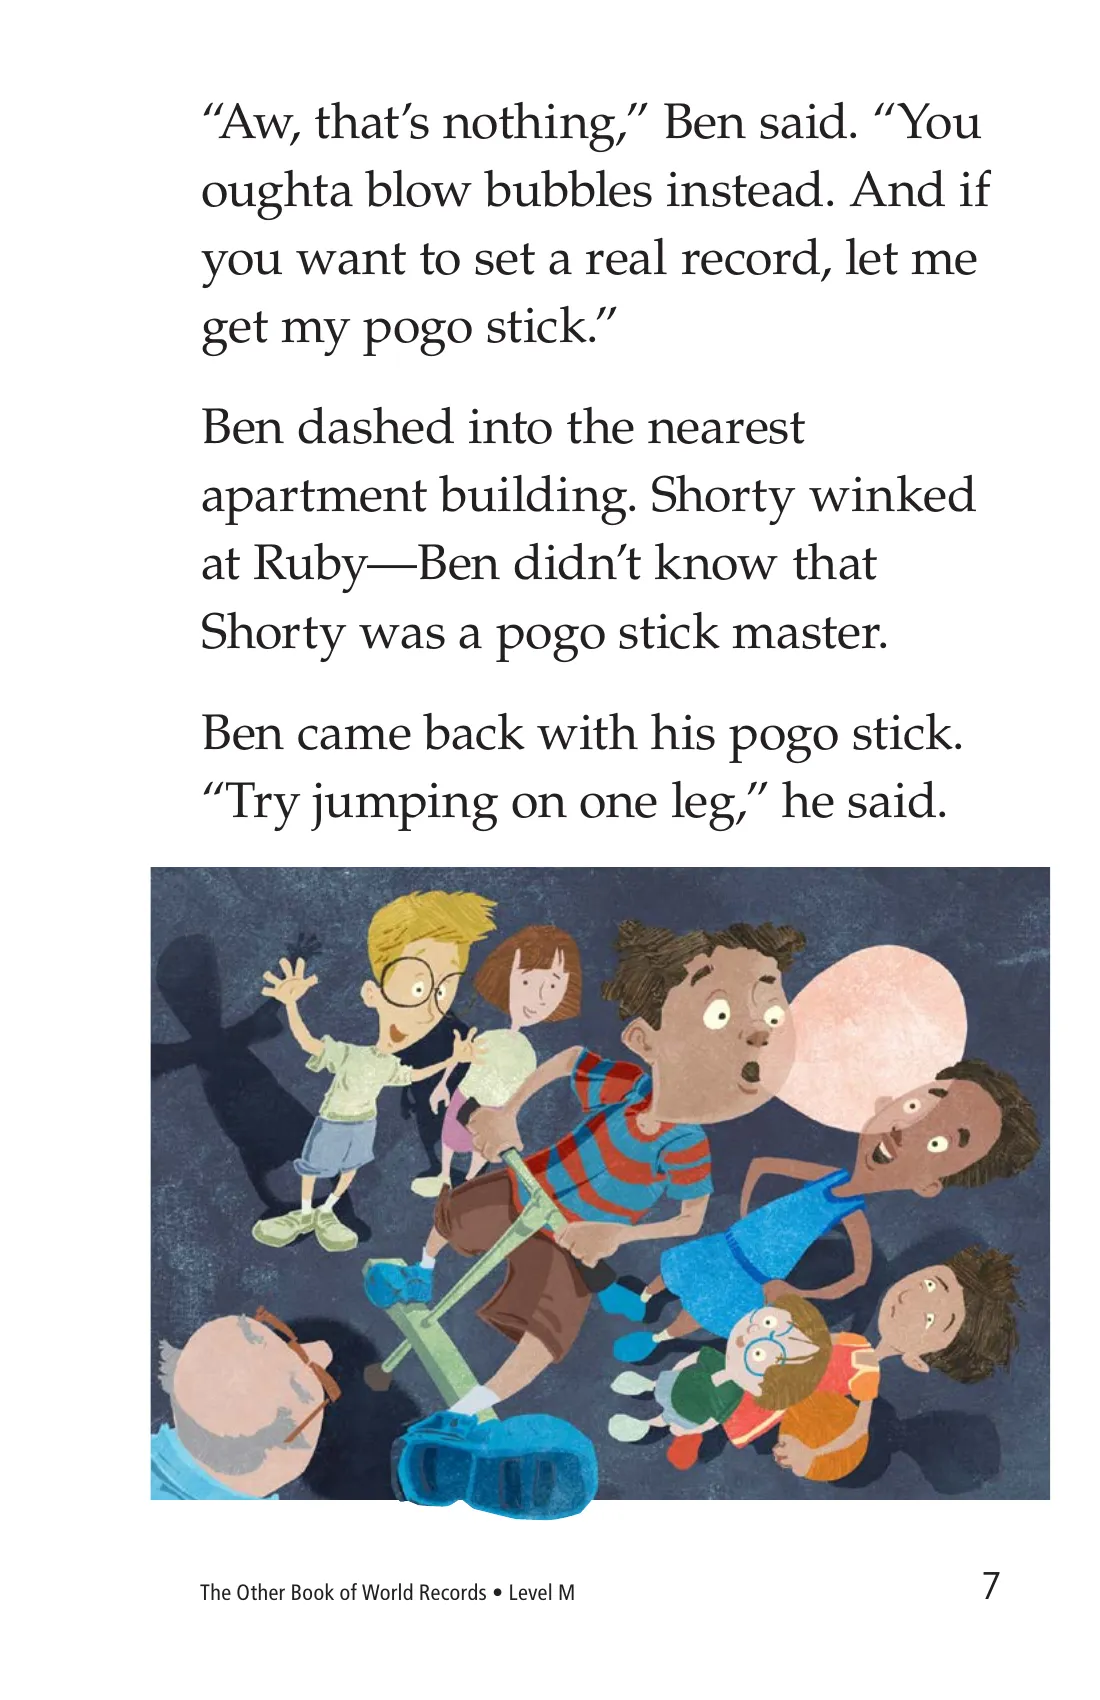 “Aw, that’s nothing,” Ben said. “You
oughta blow bubbles instead. And if
you want to set a real record, let me
get my pogo stick.”
Ben dashed into the nearest
apartment building. Shorty winked
at Ruby—Ben didn’t know that
Shorty was a pogo stick master.
Ben came back with his pogo stick.
“Try jumping on one leg,” he said.
The Other Book of World Records • Level M
7